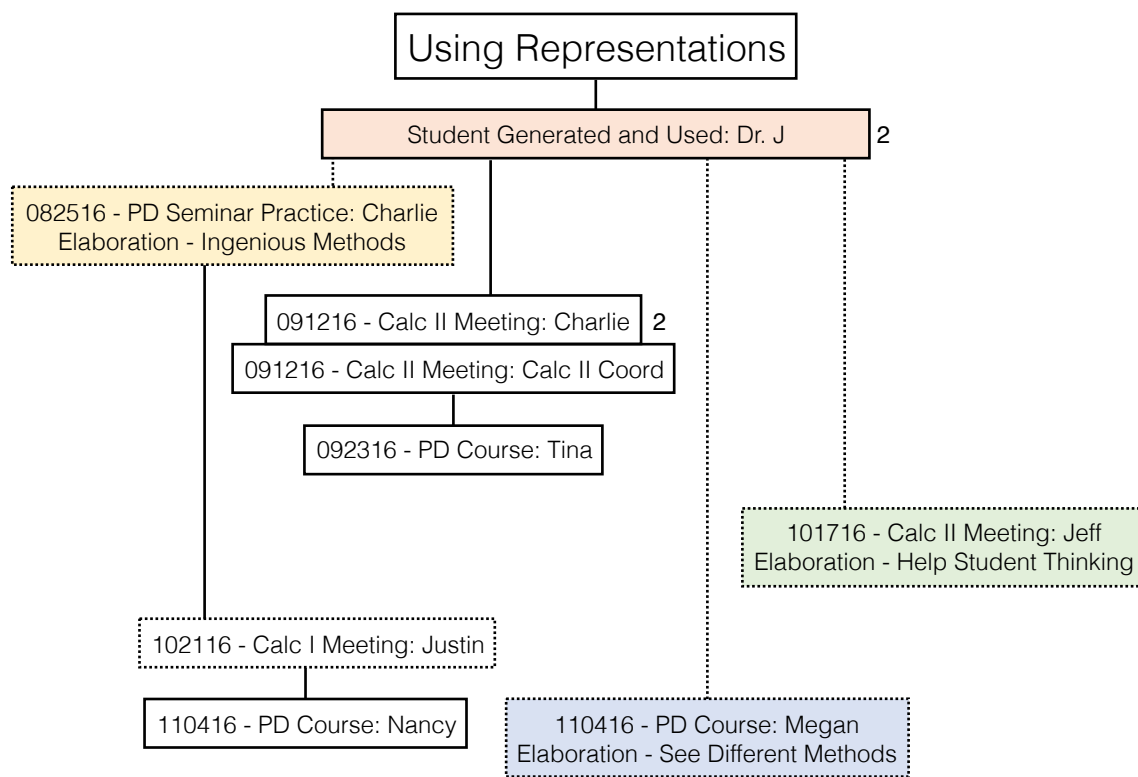 Using Representations
Student Generated and Used: Dr. J 2
082516 - PD Seminar Practice: Charlie
Elaboration - Ingenious Methods
091216 - Calc II Meeting: Charlie 2
091216 - Calc II Meeting: Calc II Coord
092316 - PD Course: Tina
101716 - Calc II Meeting: Jeff
Elaboration - Help Student Thinking
102116 - Calc I Meeting: Justin
110416 - PD Course: Nancy
110416 - PD Course: Megan
Elaboration - See Different Methods